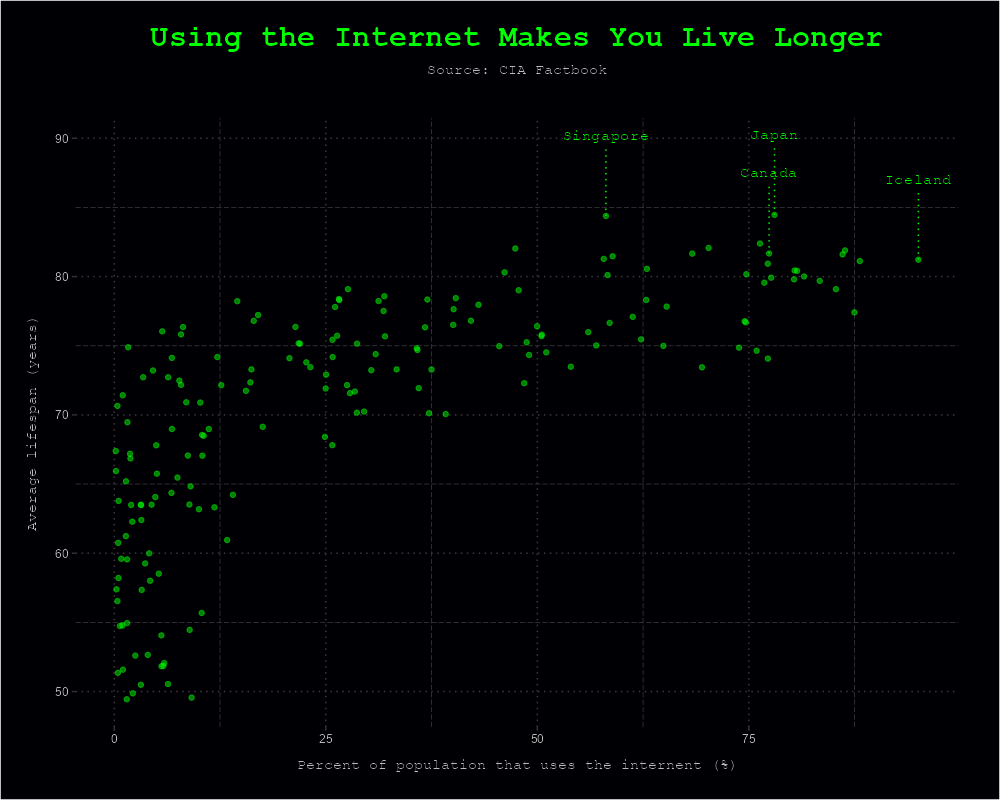 Using the Internet Makes You Live Longer
Source: CIA Factbook
90
Singapore
Japan
Canada
Iceland
80
70
60
50
Average lifespan (years)
0
25
50
75
Percent of population that uses the internent (%)